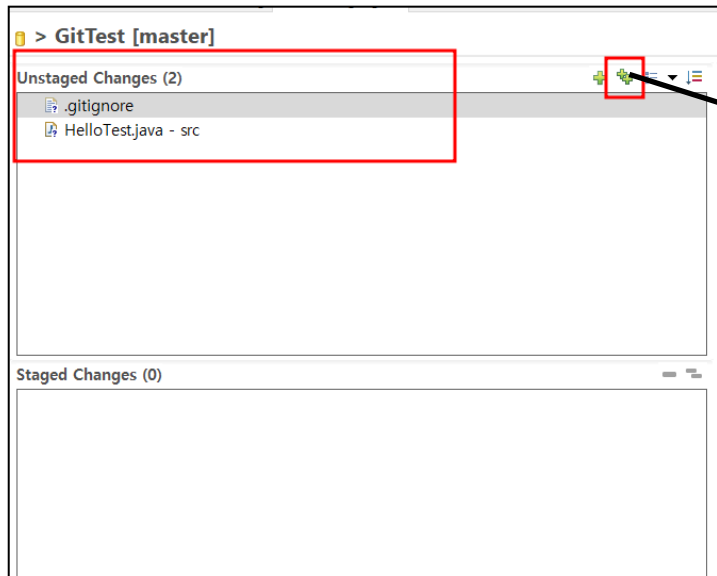 > GitTest [master]
Unstaged Changes (2)
.gitignore
HelloTest.java - src
Staged Changes (0)